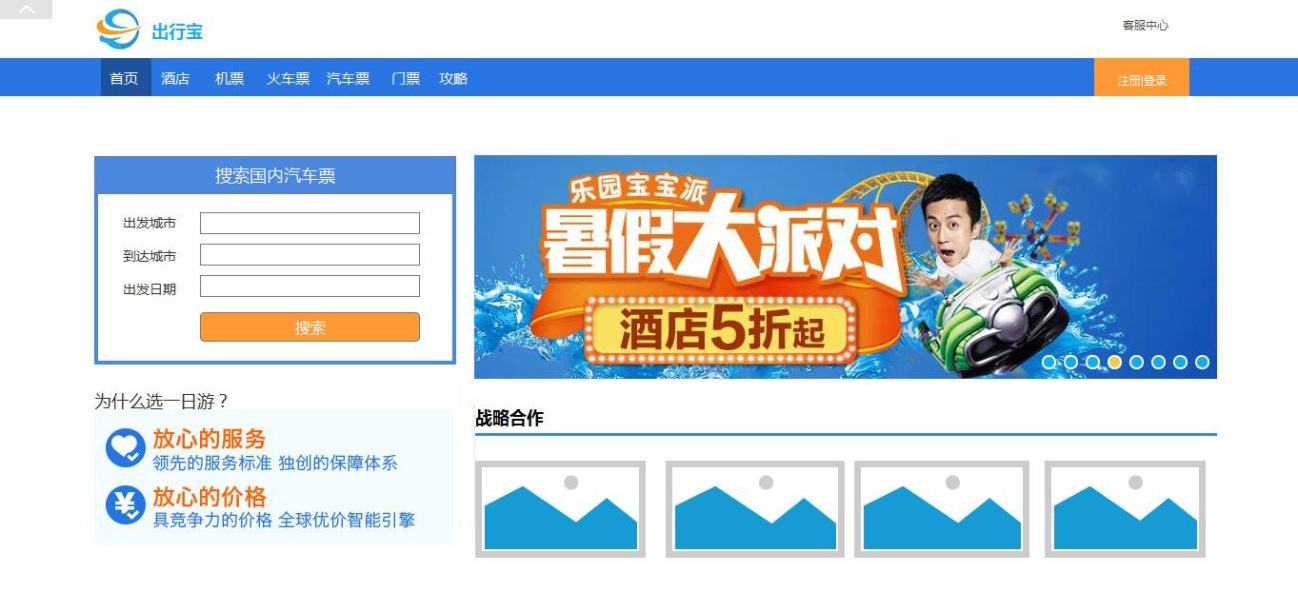 出行宝
客服中心
首页 酒店 机票 火车票 汽车票 门票 攻略
注册|登录
搜索国内汽车票
出发城市
到达城市
出发日期
搜索
乐园宝宝派
暑假大派对
酒店5折起
为什么选一日游？
放心的服务
领先的服务标准 独创的保障体系
放心的价格
具竞争力的价格 全球优价智能引擎
战略合作